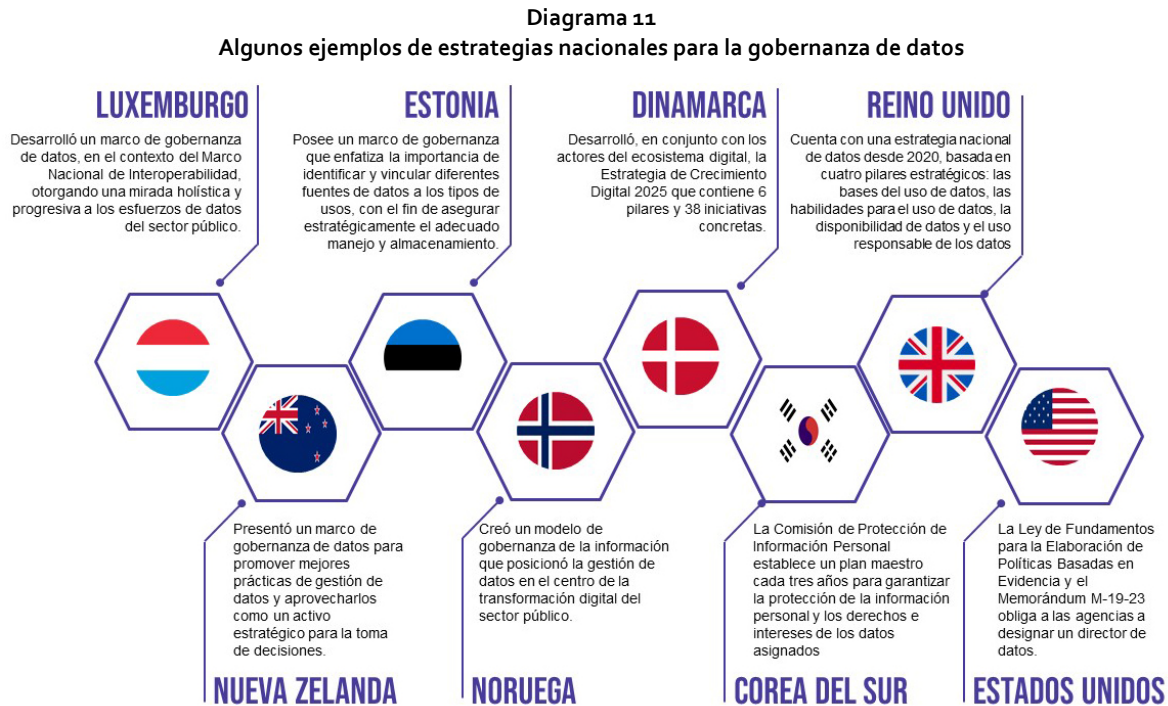 Diagrama 11
Algunos ejemplos de estrategias nacionales para la gobernanza de datos
LUXEMBURGO
Desarrolló un marco de gobernanza
de datos, en el contexto del Marco
Nacional de Interoperabilidad,
otorgando una mirada holística y
progresiva a los esfuerzos de datos
del sector público.
ESTONIA
Posee un marco de gobernanza
que enfatiza la importancia de
identificar y vincular diferentes
fuentes de datos a los tipos de
usos, con el fin de asegurar
estratégicamente el adecuado
manejo y almacenamiento.
DINAMARCA
Desarrolló, en conjunto con los
actores del ecosistema digital, la
Estrategia de Crecimiento
Digital 2025 que contiene 6
pilares y 38 iniciativas
concretas.
REINO UNIDO
Cuenta con una estrategia nacional
de datos desde 2020, basada en
cuatro pilares estratégicos: las
bases del uso de datos, las
habilidades para el uso de datos, la
disponibilidad de datos y el uso
responsable de los datos
Presentó un marco de
gobernanza de datos para
promover mejores
prácticas de gestión de
datos y aprovecharlos
como un activo
estratégico para la toma
de decisiones.
NUEVA ZELANDA
Creó un modelo de
gobernanza de la información
que posicionó la gestión de
datos en el centro de la
transformación digital del
sector público.
NORUEGA
La Comisión de Protección de
Información Personal
establece un plan maestro
cada tres años para garantizar
la protección de la información
personal y los derechos e
intereses de los datos
asignados
COREA DEL SUR
La Ley de Fundamentos
para la Elaboración de
Políticas Basadas en
Evidencia y el
Memorándum M-19-23
obliga a las agencias a
designar un director de
datos.
ESTADOS UNIDOS